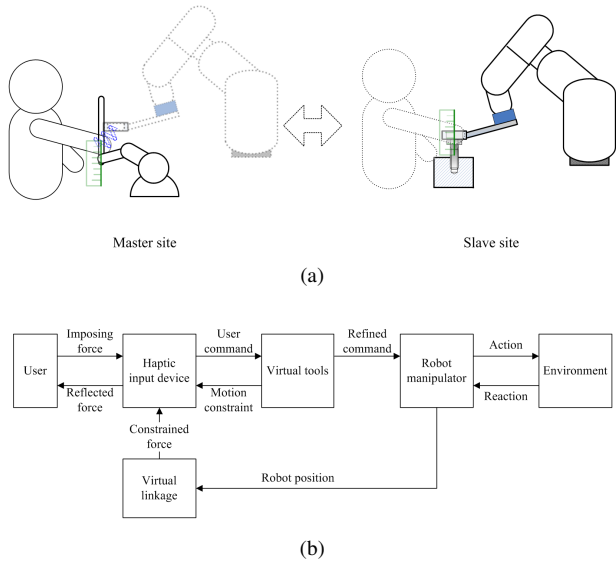 Master site
Slave site
(a)
Imposing
force
User
command
Refined
command
Action
User
Haptic
input device
Virtual tools
Robot
manipulator
Environment
Reflected
force
Motion
constraint
Reaction
Constrained
force
Virtual
linkage
Robot position
(b)